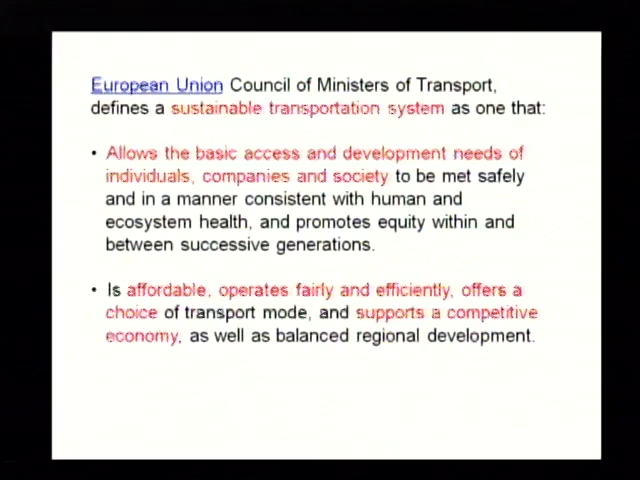 European Union Council of Ministers of Transport,
defines a sustainable transportation system as one that:
• Allows the basic access and development needs of
individuals, companies and society to be met safely
and in a manner consistent with human and
ecosystem health, and promotes equity within and
between successive generations.
• Is affordable, operates fairly and efficiently, offers a
choice of transport mode, and supports a competitive
economy, as well as balanced regional development.